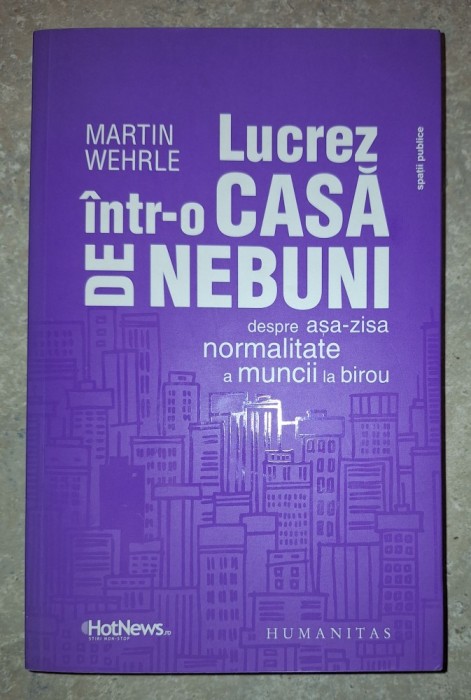 MARTIN
WEHRLE
Lucrez
într-o CASĂ
DE NEBUNI
despre așa-zisa
normalitate
a muncii la birou
spații publice
HotNews.ro
ȘTIRI NON-STOP
HUMANITAS